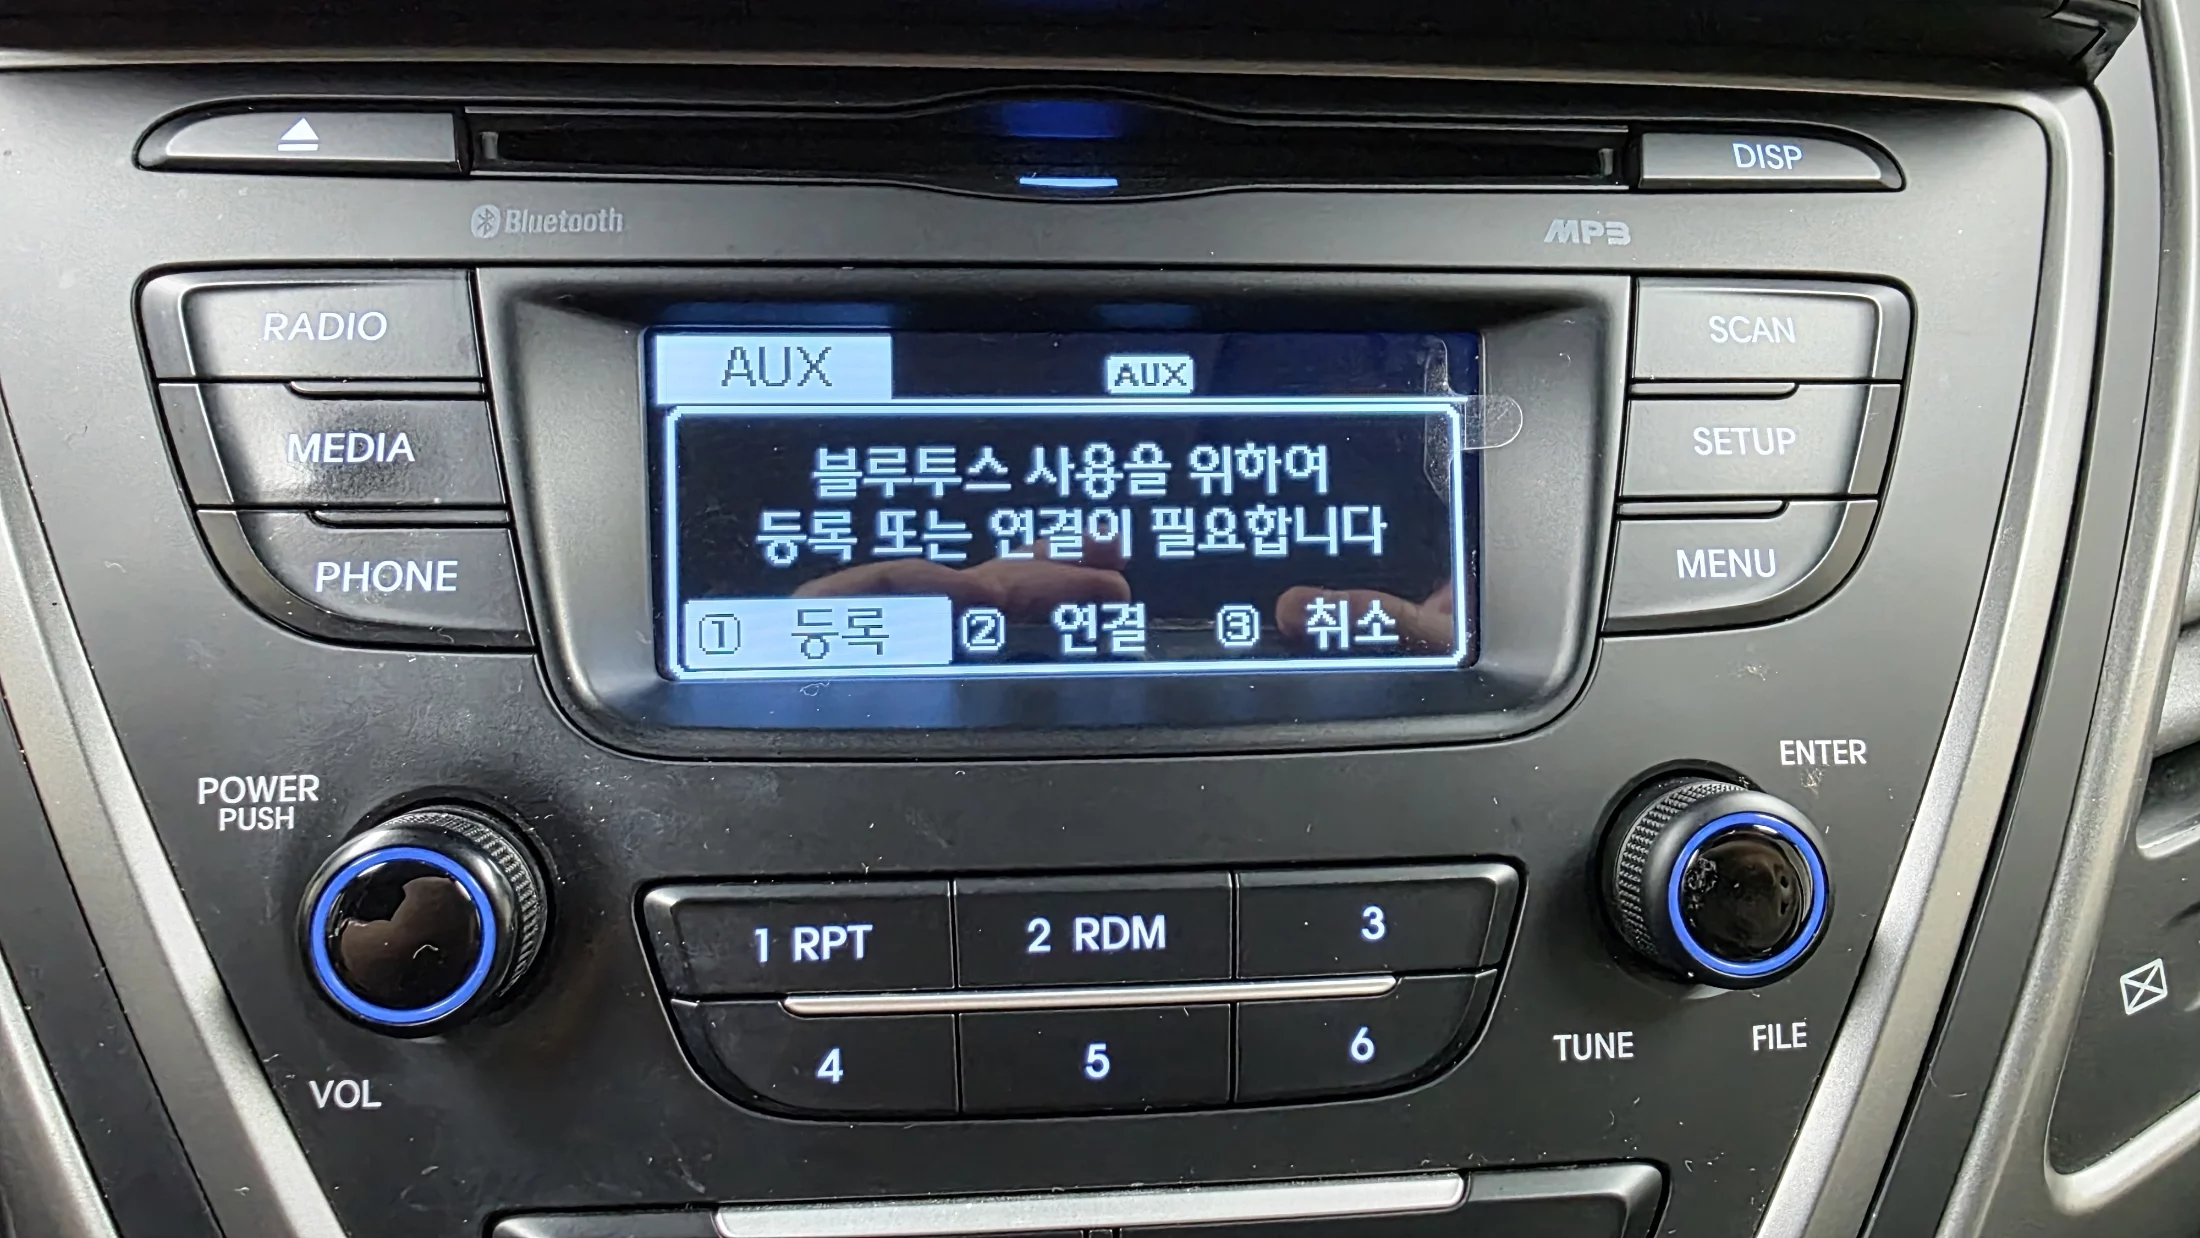 DISP
Bluetooth
MP3
RADIO
MEDIA
PHONE
AUX
AUX
블루투스 사용을 위하여
등록 또는 연결이 필요합니다
① 등록 ② 연결 ③ 취소
SCAN
SETUP
MENU
POWER
PUSH
VOL
1 RPT
2 RDM
3
4
5
6
ENTER
TUNE
FILE